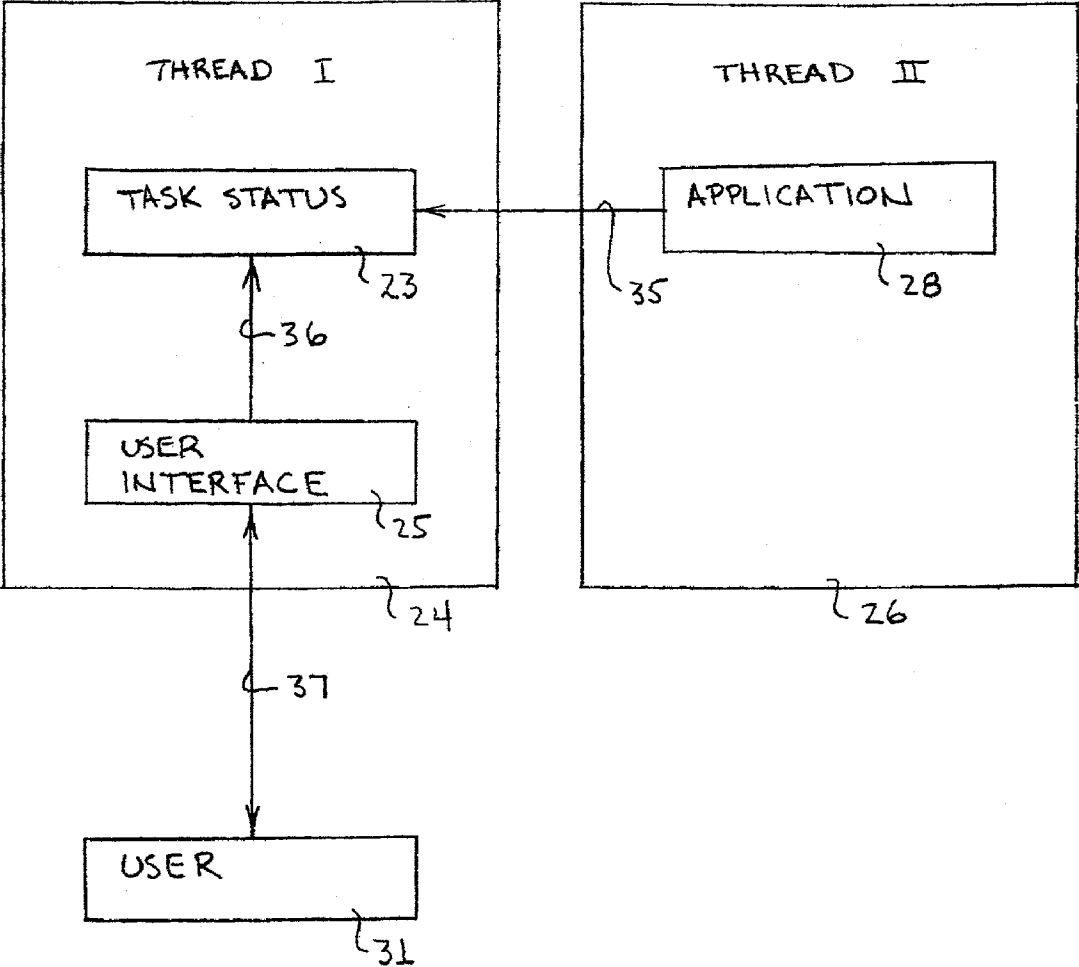 THREAD I
THREAD II
TASK STATUS
APPLICATION
23
35
28
36
USER
INTERFACE
25
24
26
37
USER
31